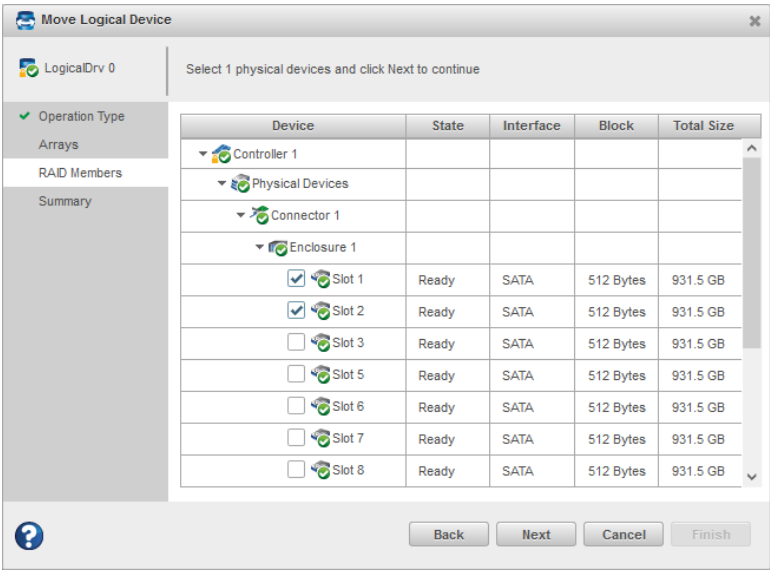 Move Logical Device
LogicalDrv 0
Select 1 physical devices and click Next to continue
Operation Type
Arrays
RAID Members
Summary
Device State Interface Block Total Size
Controller 1
Physical Devices
Connector 1
Enclosure 1
Slot 1 Ready SATA 512 Bytes 931.5 GB
Slot 2 Ready SATA 512 Bytes 931.5 GB
Slot 3 Ready SATA 512 Bytes 931.5 GB
Slot 5 Ready SATA 512 Bytes 931.5 GB
Slot 6 Ready SATA 512 Bytes 931.5 GB
Slot 7 Ready SATA 512 Bytes 931.5 GB
Slot 8 Ready SATA 512 Bytes 931.5 GB
? Back Next Cancel Finish